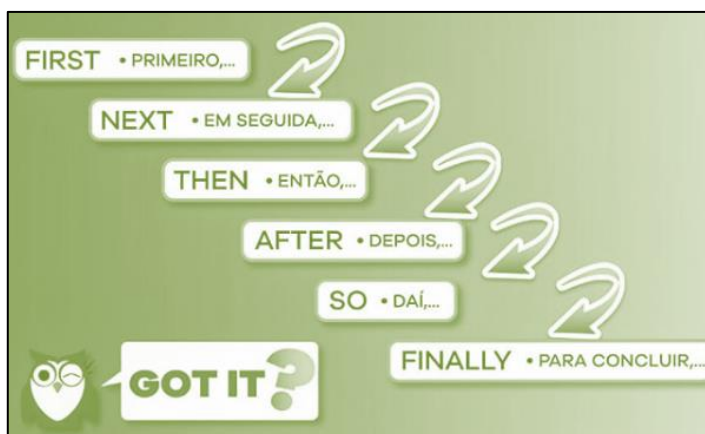 FIRST • PRIMEIRO,...
NEXT • EM SEGUIDA,...
THEN • ENTÃO,...
AFTER • DEPOIS,...
SO • DAÍ,...
FINALLY • PARA CONCLUIR,...
GOT IT?